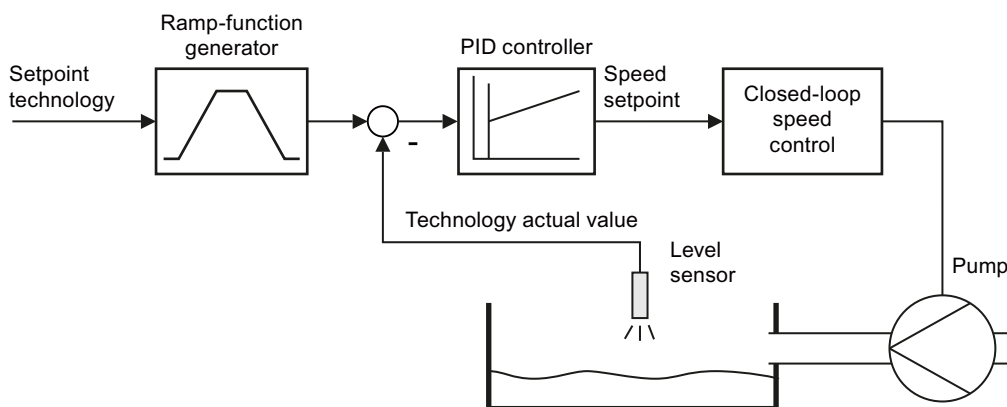 Ramp-function
generator
PID controller
Setpoint
technology
Speed
setpoint
Closed-loop
speed
control
-
Technology actual value
Level
sensor
Pump